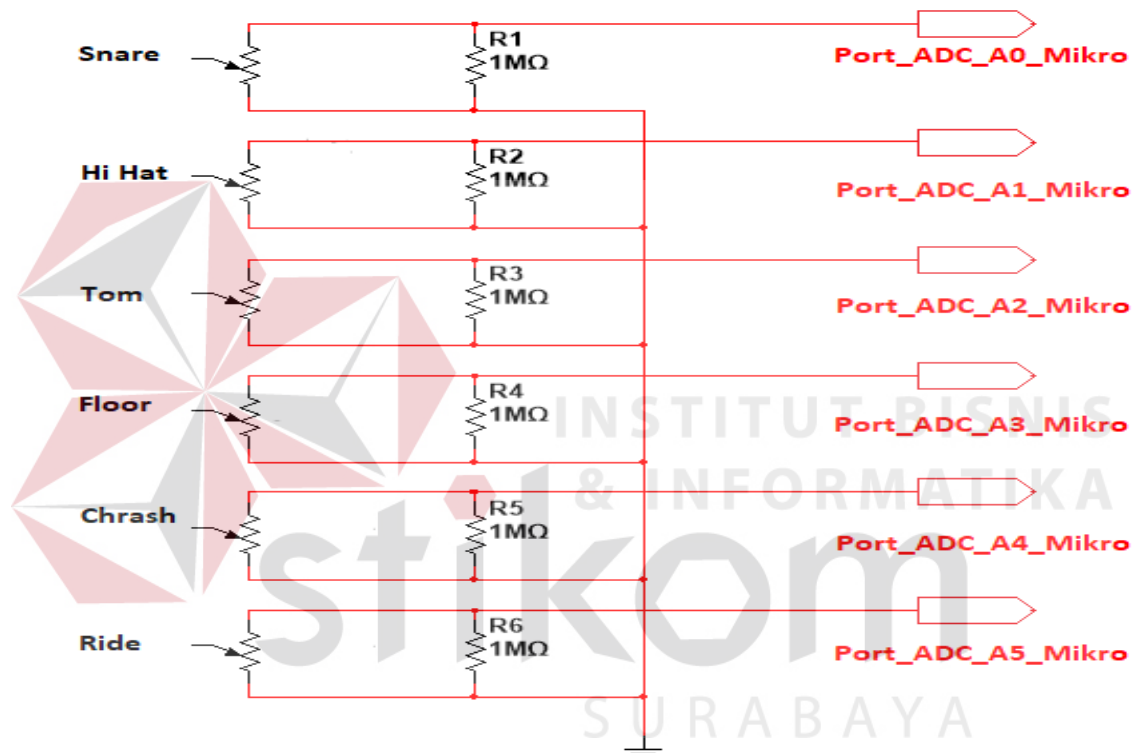 Snare
R1
1MΩ
Port_ADC_A0_Mikro
Hi Hat
R2
1MΩ
Port_ADC_A1_Mikro
Tom
R3
1MΩ
Port_ADC_A2_Mikro
Floor
R4
1MΩ
Port_ADC_A3_Mikro
Chrash
R5
1MΩ
Port_ADC_A4_Mikro
Ride
R6
1MΩ
Port_ADC_A5_Mikro
INSTITUT BISNIS
& INFORMATIKA
stikom
SURABAYA